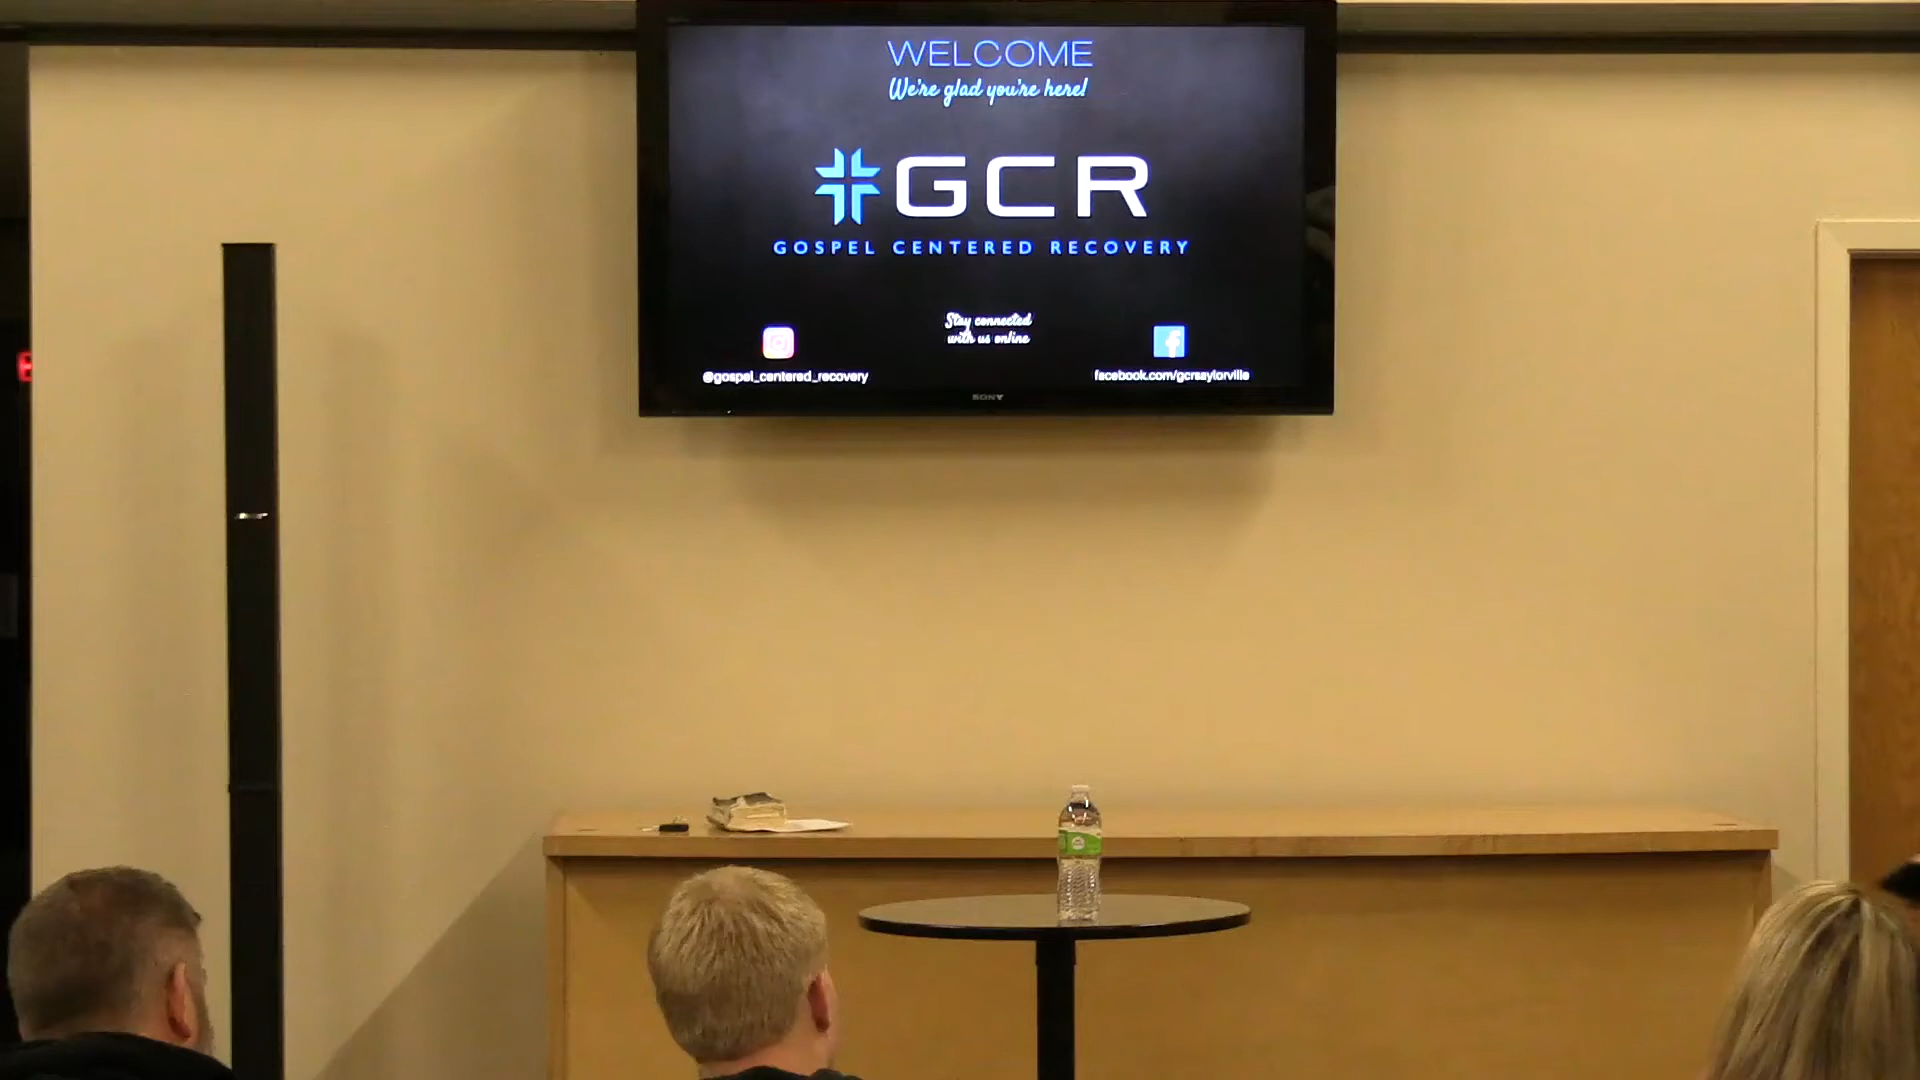 WELCOME
We're glad you're here!
GCR
GOSPEL CENTERED RECOVERY
Stay connected
with us online
@gospel_centered_recovery
facebook.com/gcrsaylorville
SONY